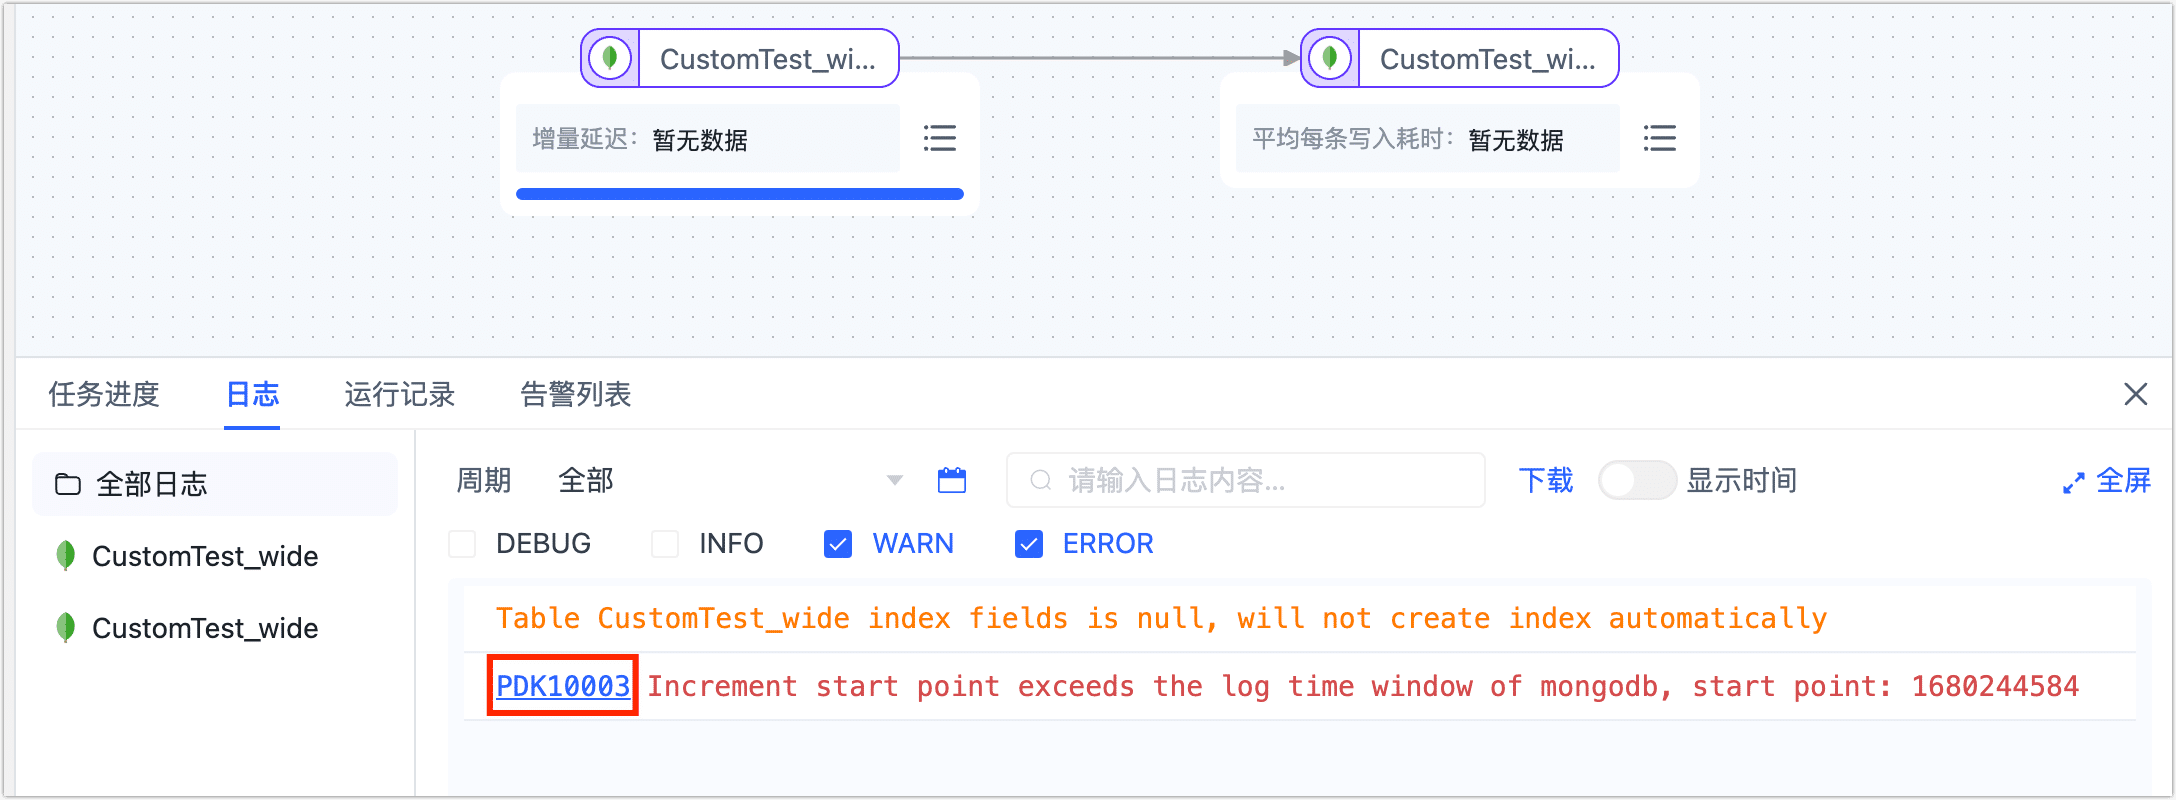 CustomTest_wi...
CustomTest_wi...
增量延迟: 暂无数据
平均每条写入耗时: 暂无数据
任务进度 日志 运行记录 告警列表
全部日志
CustomTest_wide
CustomTest_wide
周期 全部 请输入日志内容... 下载 显示时间 全屏
DEBUG INFO WARN ERROR
Table CustomTest_wide index fields is null, will not create index automatically
PDK10003 Increment start point exceeds the log time window of mongodb, start point: 1680244584